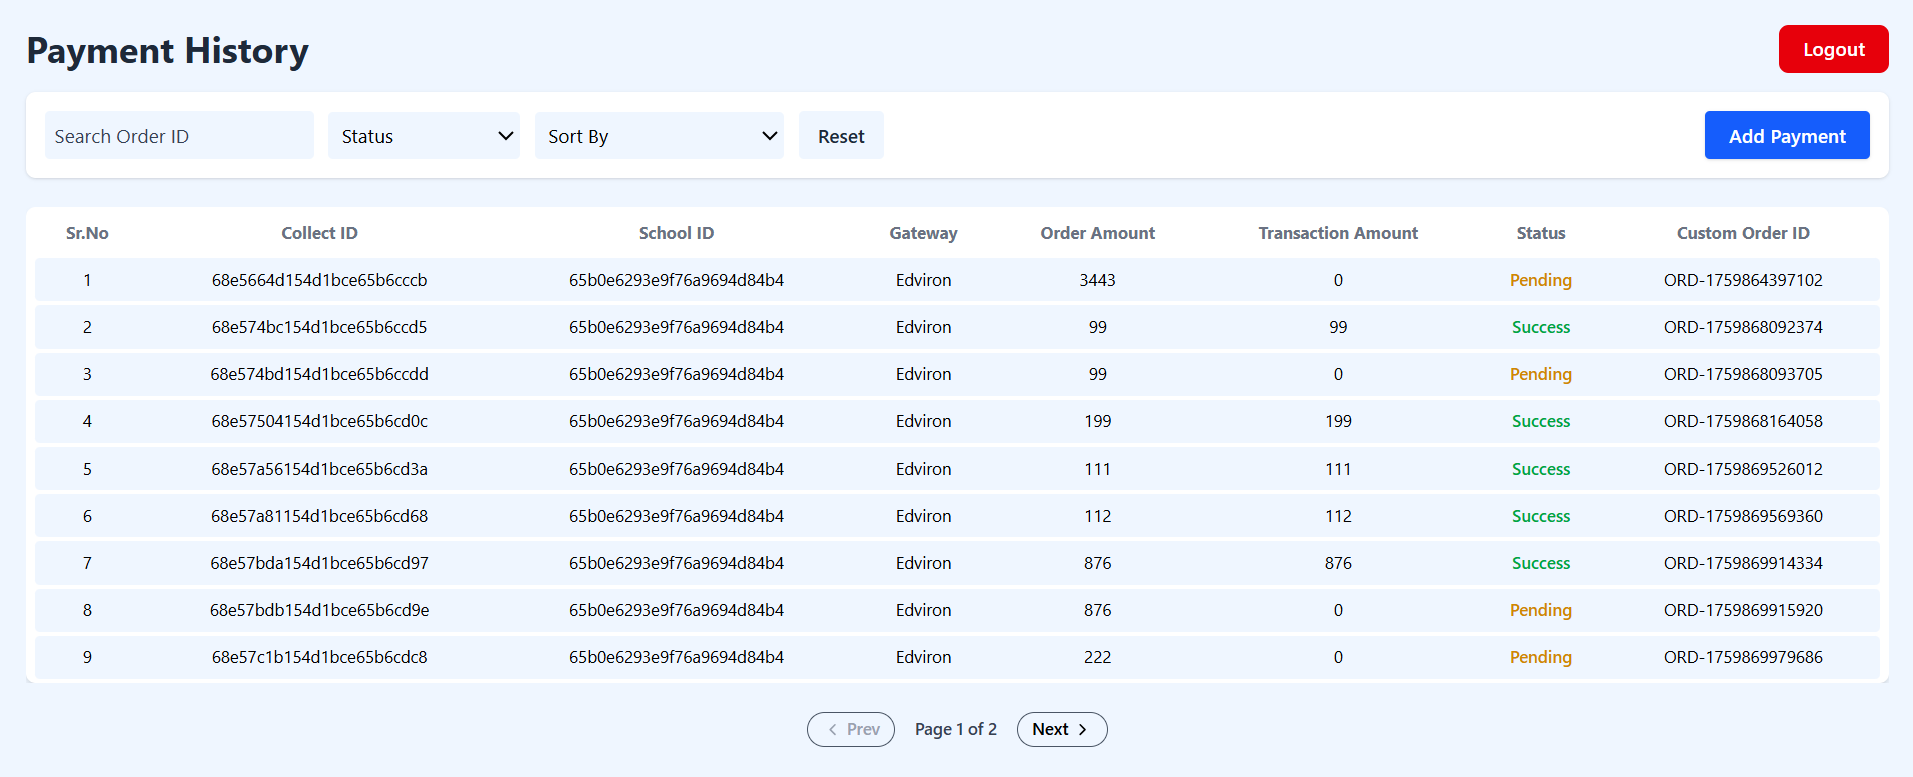 Payment History
Logout
Search Order ID Status Sort By Reset Add Payment
Sr.No Collect ID School ID Gateway Order Amount Transaction Amount Status Custom Order ID
1 68e5664d154d1bce65b6cccb 65b0e6293e9f76a9694d84b4 Edviron 3443 0 Pending ORD-1759864397102
2 68e574bc154d1bce65b6ccd5 65b0e6293e9f76a9694d84b4 Edviron 99 99 Success ORD-1759868092374
3 68e574bd154d1bce65b6ccdd 65b0e6293e9f76a9694d84b4 Edviron 99 0 Pending ORD-1759868093705
4 68e57504154d1bce65b6cd0c 65b0e6293e9f76a9694d84b4 Edviron 199 199 Success ORD-1759868164058
5 68e57a56154d1bce65b6cd3a 65b0e6293e9f76a9694d84b4 Edviron 111 111 Success ORD-1759869526012
6 68e57a81154d1bce65b6cd68 65b0e6293e9f76a9694d84b4 Edviron 112 112 Success ORD-1759869569360
7 68e57bda154d1bce65b6cd97 65b0e6293e9f76a9694d84b4 Edviron 876 876 Success ORD-1759869914334
8 68e57bdb154d1bce65b6cd9e 65b0e6293e9f76a9694d84b4 Edviron 876 0 Pending ORD-1759869915920
9 68e57c1b154d1bce65b6cdc8 65b0e6293e9f76a9694d84b4 Edviron 222 0 Pending ORD-1759869979686
Prev Page 1 of 2 Next